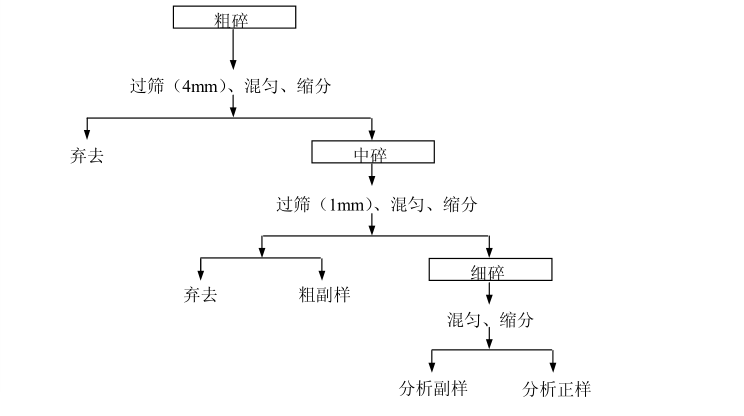 粗碎
过筛（4mm）、混匀、缩分
弃去
中碎
过筛（1mm）、混匀、缩分
弃去
粗副样
细碎
混匀、缩分
分析副样
分析正样